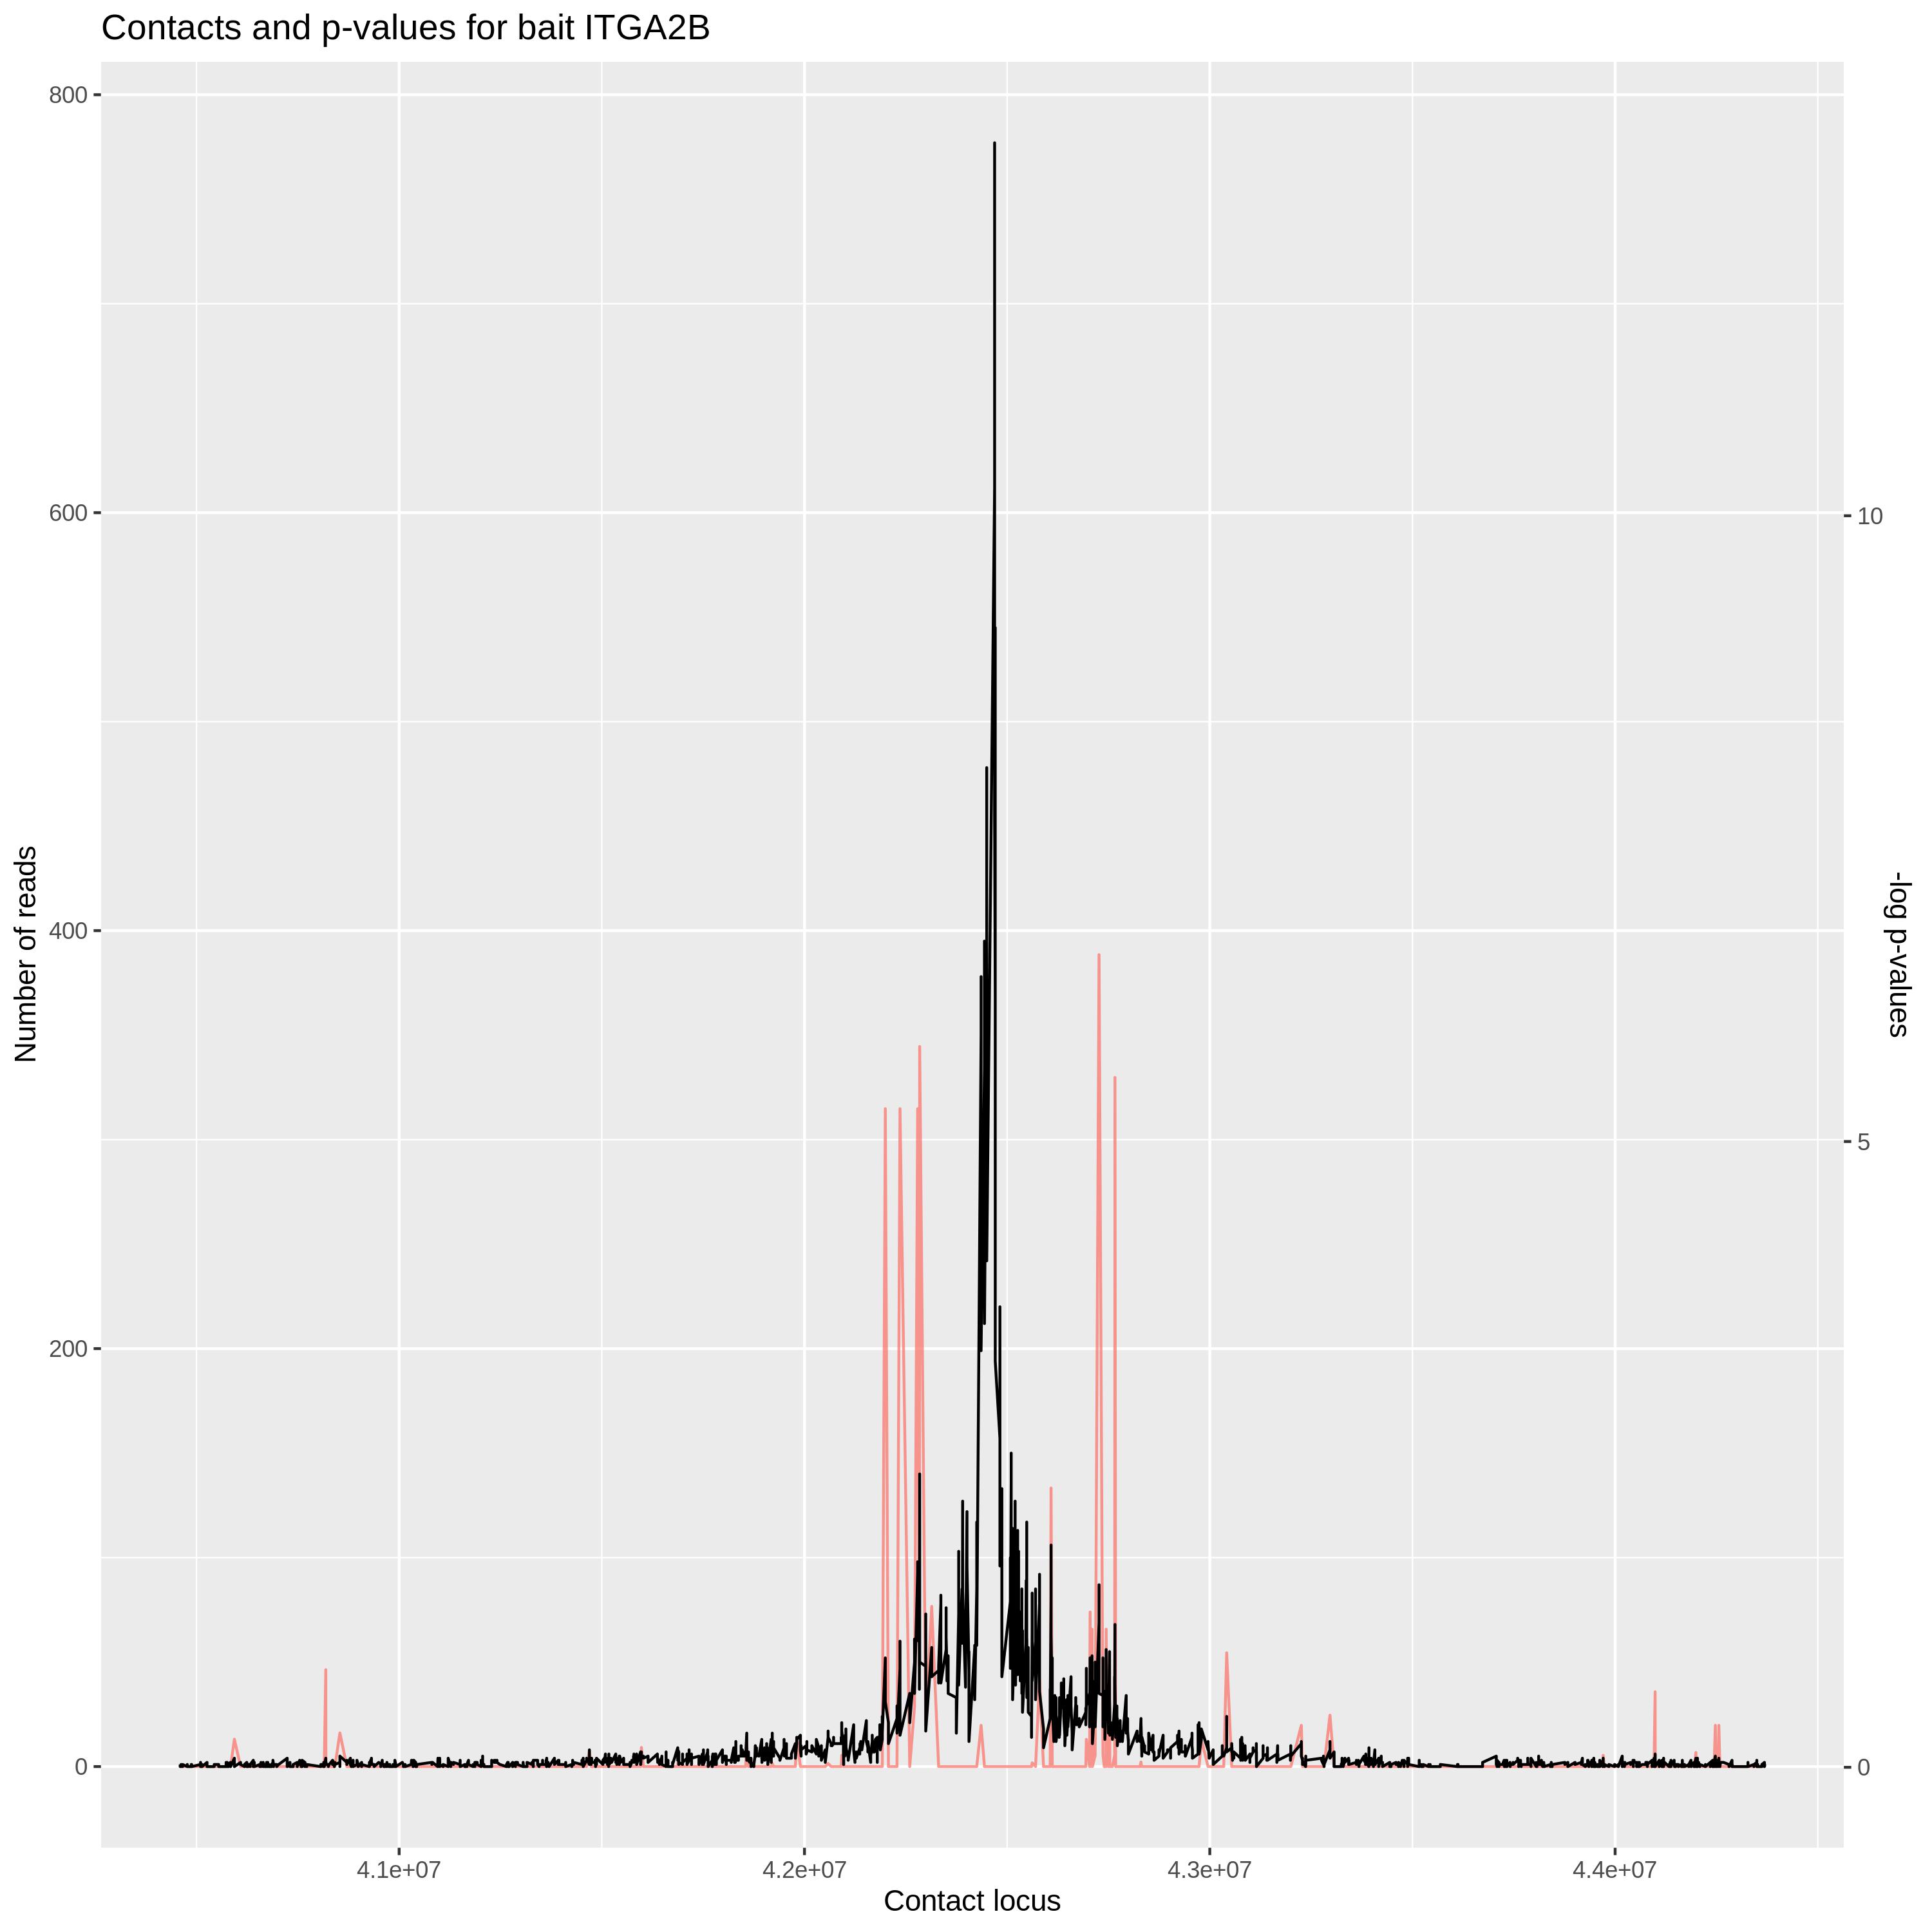 Contacts and p-values for bait ITGA2B
800
600
400
200
0
Number of reads
10
5
0
-log p-values
4.1e+07
4.2e+07
4.3e+07
4.4e+07
Contact locus